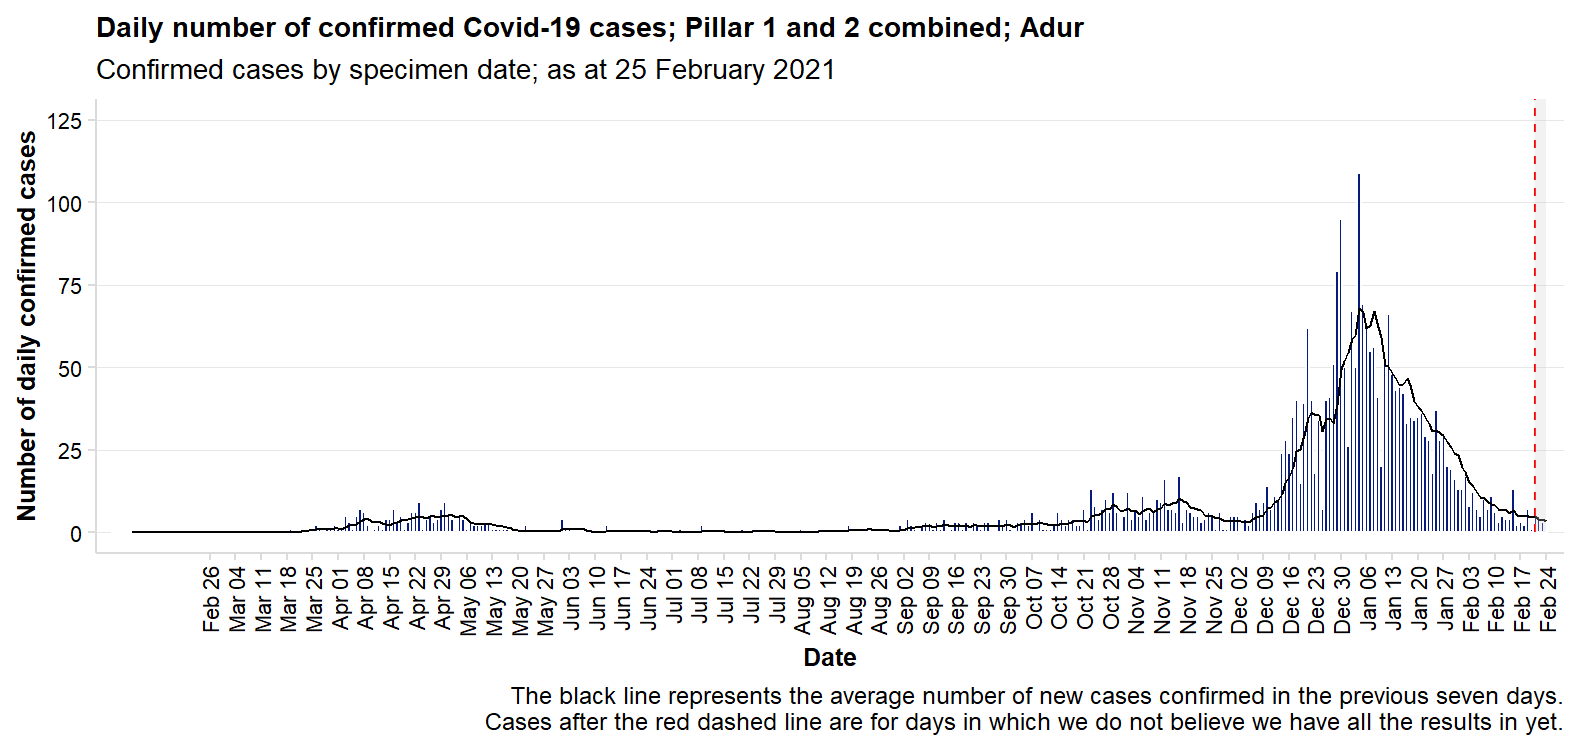 Daily number of confirmed Covid-19 cases; Pillar 1 and 2 combined; Adur
Confirmed cases by specimen date; as at 25 February 2021
Number of daily confirmed cases
125
100
75
50
25
0
Feb 26
Mar 04
Mar 11
Mar 18
Mar 25
Apr 01
Apr 08
Apr 15
Apr 22
Apr 29
May 06
May 13
May 20
May 27
Jun 03
Jun 10
Jun 17
Jun 24
Jul 01
Jul 08
Jul 15
Jul 22
Jul 29
Aug 05
Aug 12
Aug 19
Aug 26
Sep 02
Sep 09
Sep 16
Sep 23
Sep 30
Oct 07
Oct 14
Oct 21
Oct 28
Nov 04
Nov 11
Nov 18
Nov 25
Dec 02
Dec 09
Dec 16
Dec 23
Dec 30
Jan 06
Jan 13
Jan 20
Jan 27
Feb 03
Feb 10
Feb 17
Feb 24
Date
The black line represents the average number of new cases confirmed in the previous seven days.
Cases after the red dashed line are for days in which we do not believe we have all the results in yet.